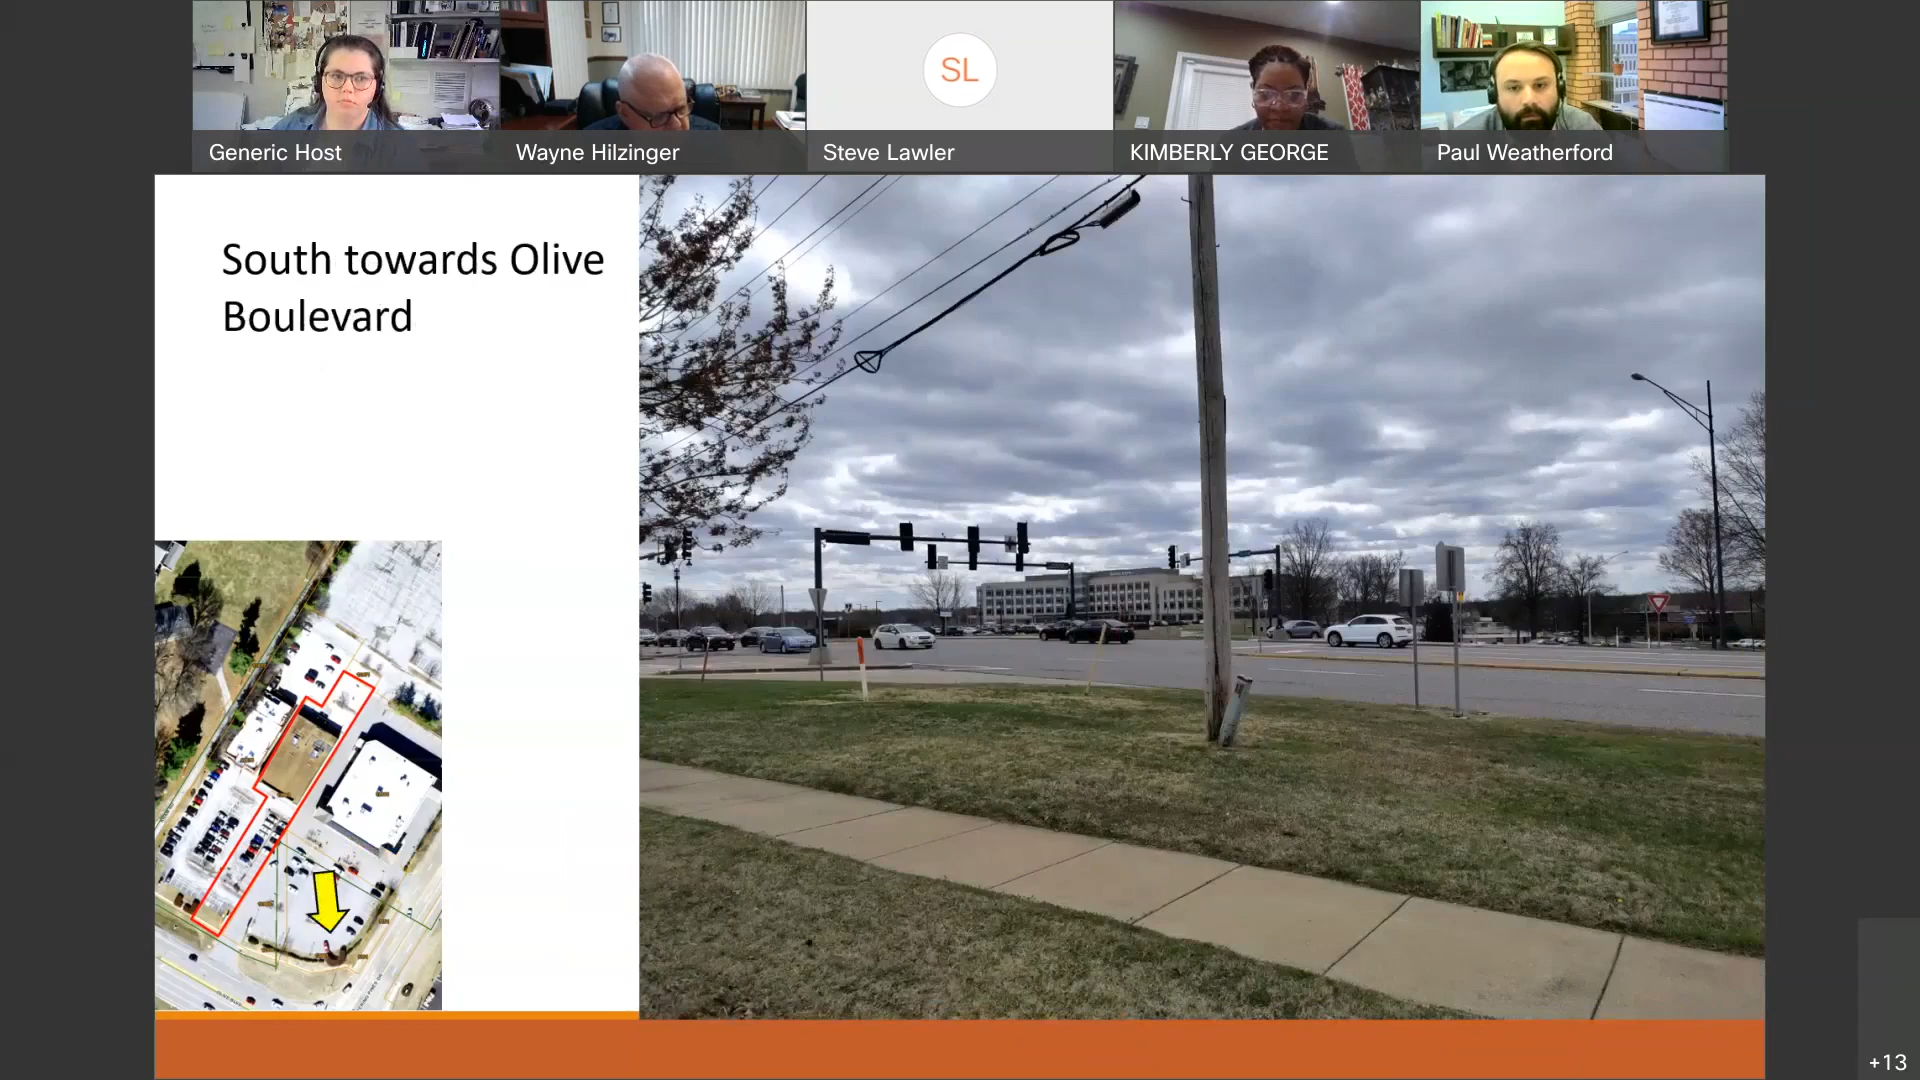 SL
Generic Host
Wayne Hilzinger
Steve Lawler
KIMBERLY GEORGE
Paul Weatherford
South towards Olive
Boulevard
+13